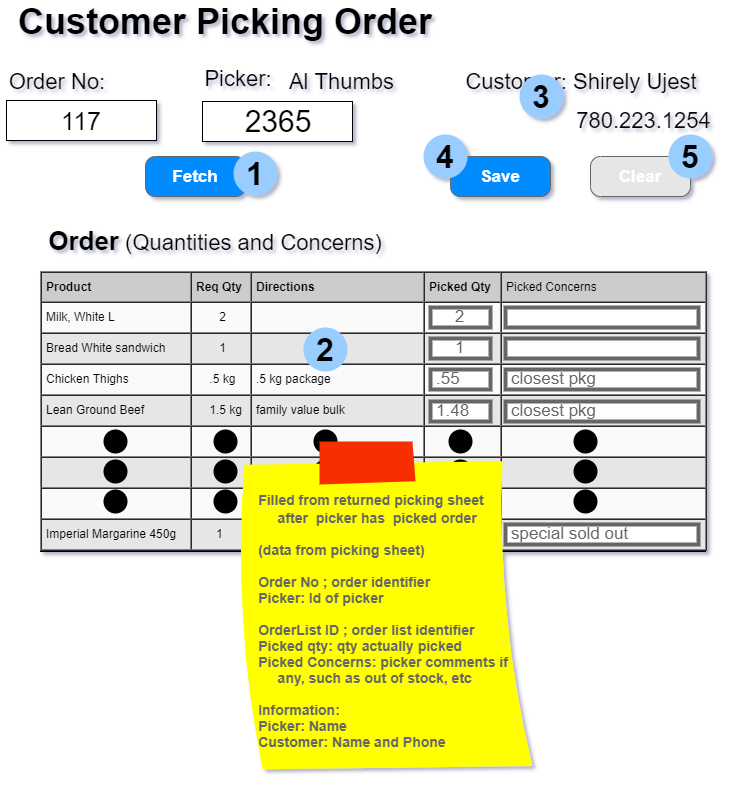 Customer Picking Order
Order No: Picker: Al Thumbs Customer: Shirely Ujest
117 2365 3 780.223.1254
Fetch 1 4 Save Clear 5
Order (Quantities and Concerns)
Product Req Qty Directions Picked Qty Picked Concerns
Milk, White L 2 2
Bread White sandwich 1 2 1
Chicken Thighs .5 kg .5 kg package .55 closest pkg
Lean Ground Beef 1.5 kg family value bulk 1.48 closest pkg
Imperial Margarine 450g 1 special sold out
Filled from returned picking sheet
after picker has picked order
(data from picking sheet)
Order No ; order identifier
Picker: Id of picker
OrderList ID ; order list identifier
Picked qty: qty actually picked
Picked Concerns: picker comments if
any, such as out of stock, etc
Information:
Picker: Name
Customer: Name and Phone